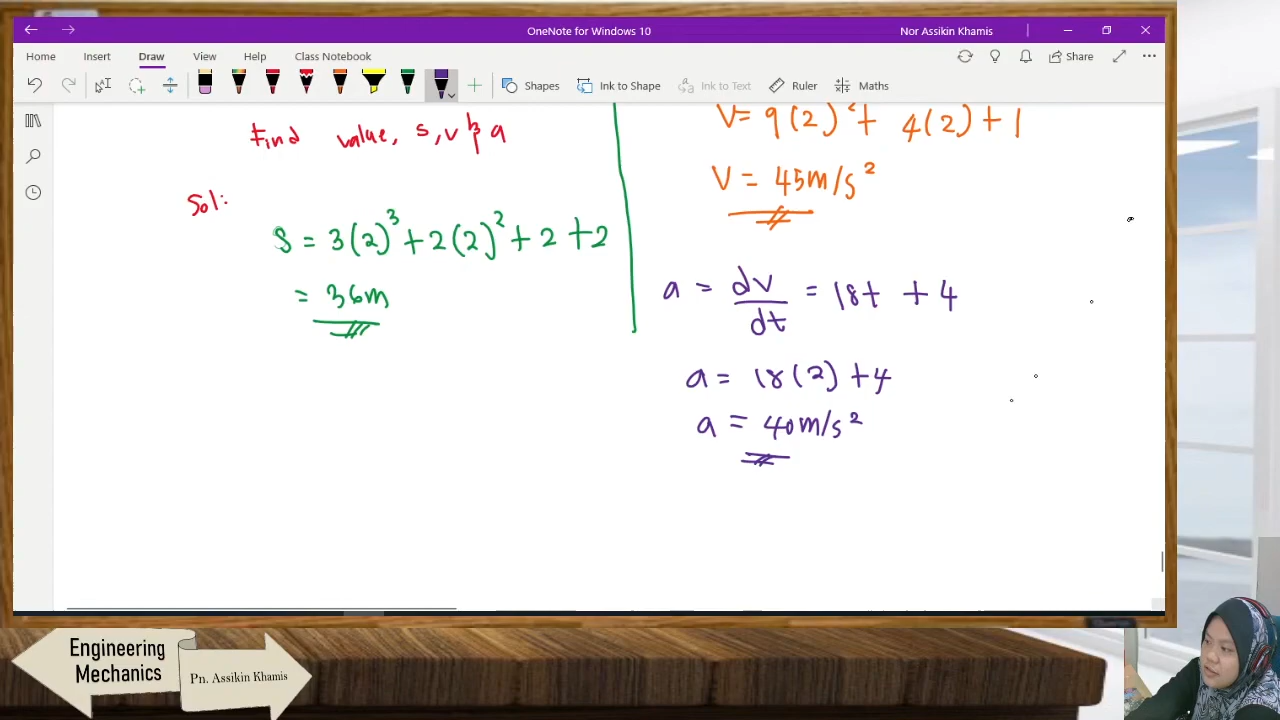 OneNote for Windows 10
Nor Assikin Khamis
Home Insert Draw View Help Class Notebook
Share
Shapes Ink to Shape Ink to Text Ruler Maths
Find value, s, v & a
Sol:
S = 3(2)³ + 2(2)² + 2 + 2
= 36m
V = 9(2)² + 4(2) + 1
V = 45m/s²
a = dv/dt = 18t + 4
a = 18(2) + 4
a = 40m/s²
Engineering
Mechanics
Pn. Assikin Khamis